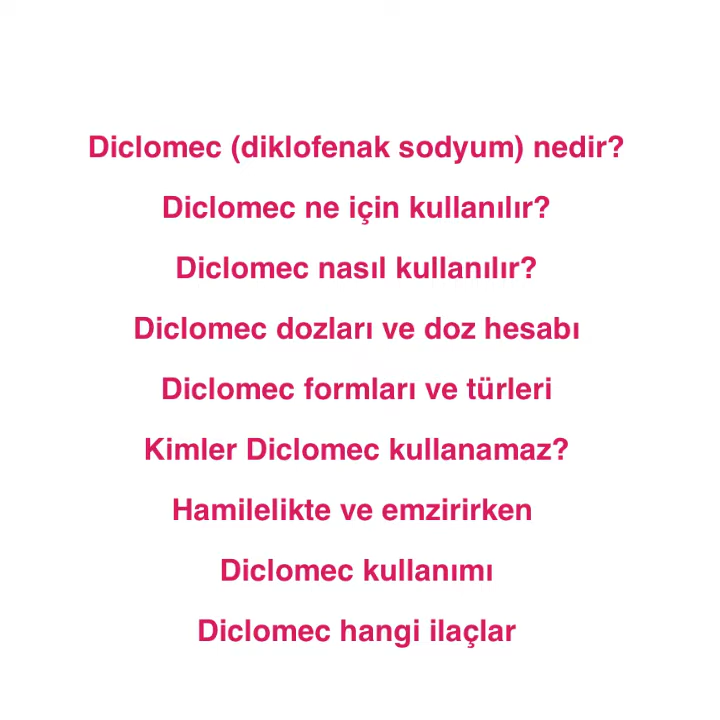 Diclomec (diklofenak sodyum) nedir?
Diclomec ne için kullanılır?
Diclomec nasıl kullanılır?
Diclomec dozları ve doz hesabı
Diclomec formları ve türleri
Kimler Diclomec kullanamaz?
Hamilelikte ve emzirirken
Diclomec kullanımı
Diclomec hangi ilaçlar